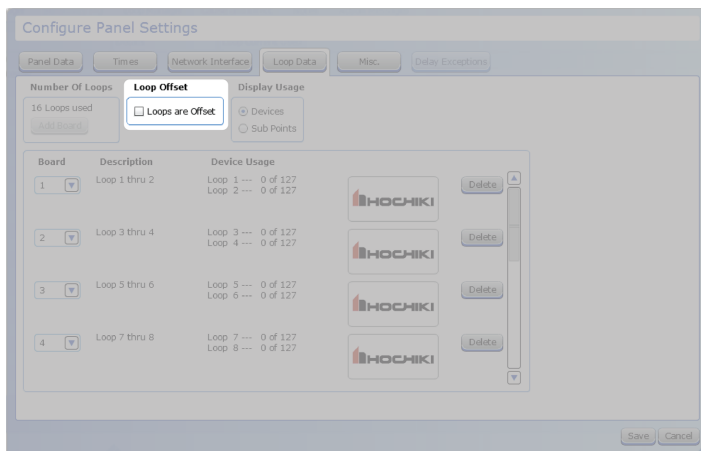 Configure Panel Settings
Panel Data Times Network Interface Loop Data Misc. Delay Exceptions
Number Of Loops Loop Offset Display Usage
16 Loops used Loops are Offset Devices
Add board Sub Points
Board Description Device Usage
1 Loop 1 thru 2 Loop 1 --- 0 of 127 Delete
Loop 2 --- 0 of 127
HOCHIKI
2 Loop 3 thru 4 Loop 3 --- 0 of 127 Delete
Loop 4 --- 0 of 127
HOCHIKI
3 Loop 5 thru 6 Loop 5 --- 0 of 127 Delete
Loop 6 --- 0 of 127
HOCHIKI
4 Loop 7 thru 8 Loop 7 --- 0 of 127 Delete
Loop 8 --- 0 of 127
HOCHIKI
Save Cancel